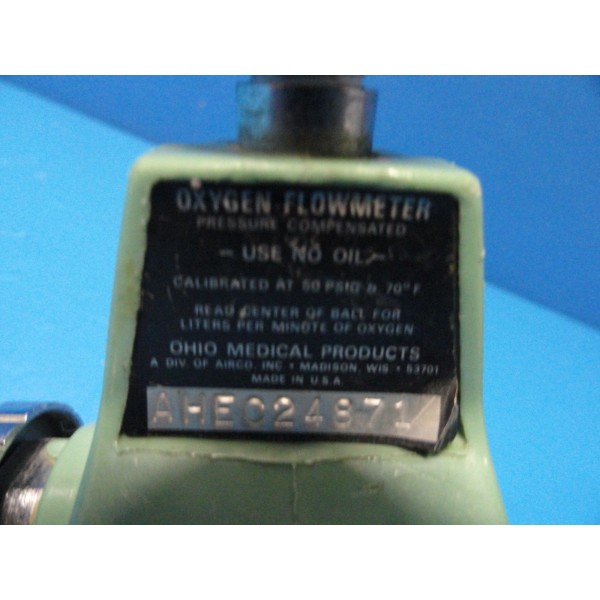 OXYGEN FLOWMETER
PRESSURE COMPENSATED
- USE NO OIL -
CALIBRATED AT 50 PSIG & 70° F
READ CENTER OF BALL FOR
LITERS PER MINUTE OF OXYGEN
OHIO MEDICAL PRODUCTS
A DIV. OF AIRCO, INC • MADISON, WIS • 53701
MADE IN U.S.A.
AHEC24871